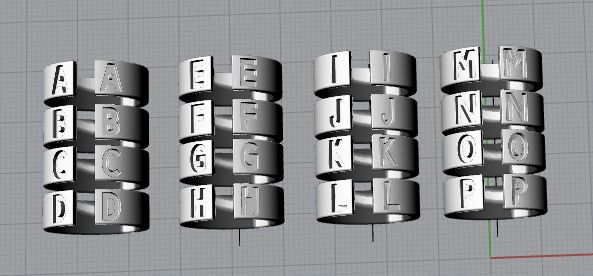 A A
B B
C C
D D
E E
F F
G G
H H
I I
J J
K K
L L
M M
N N
O O
P P